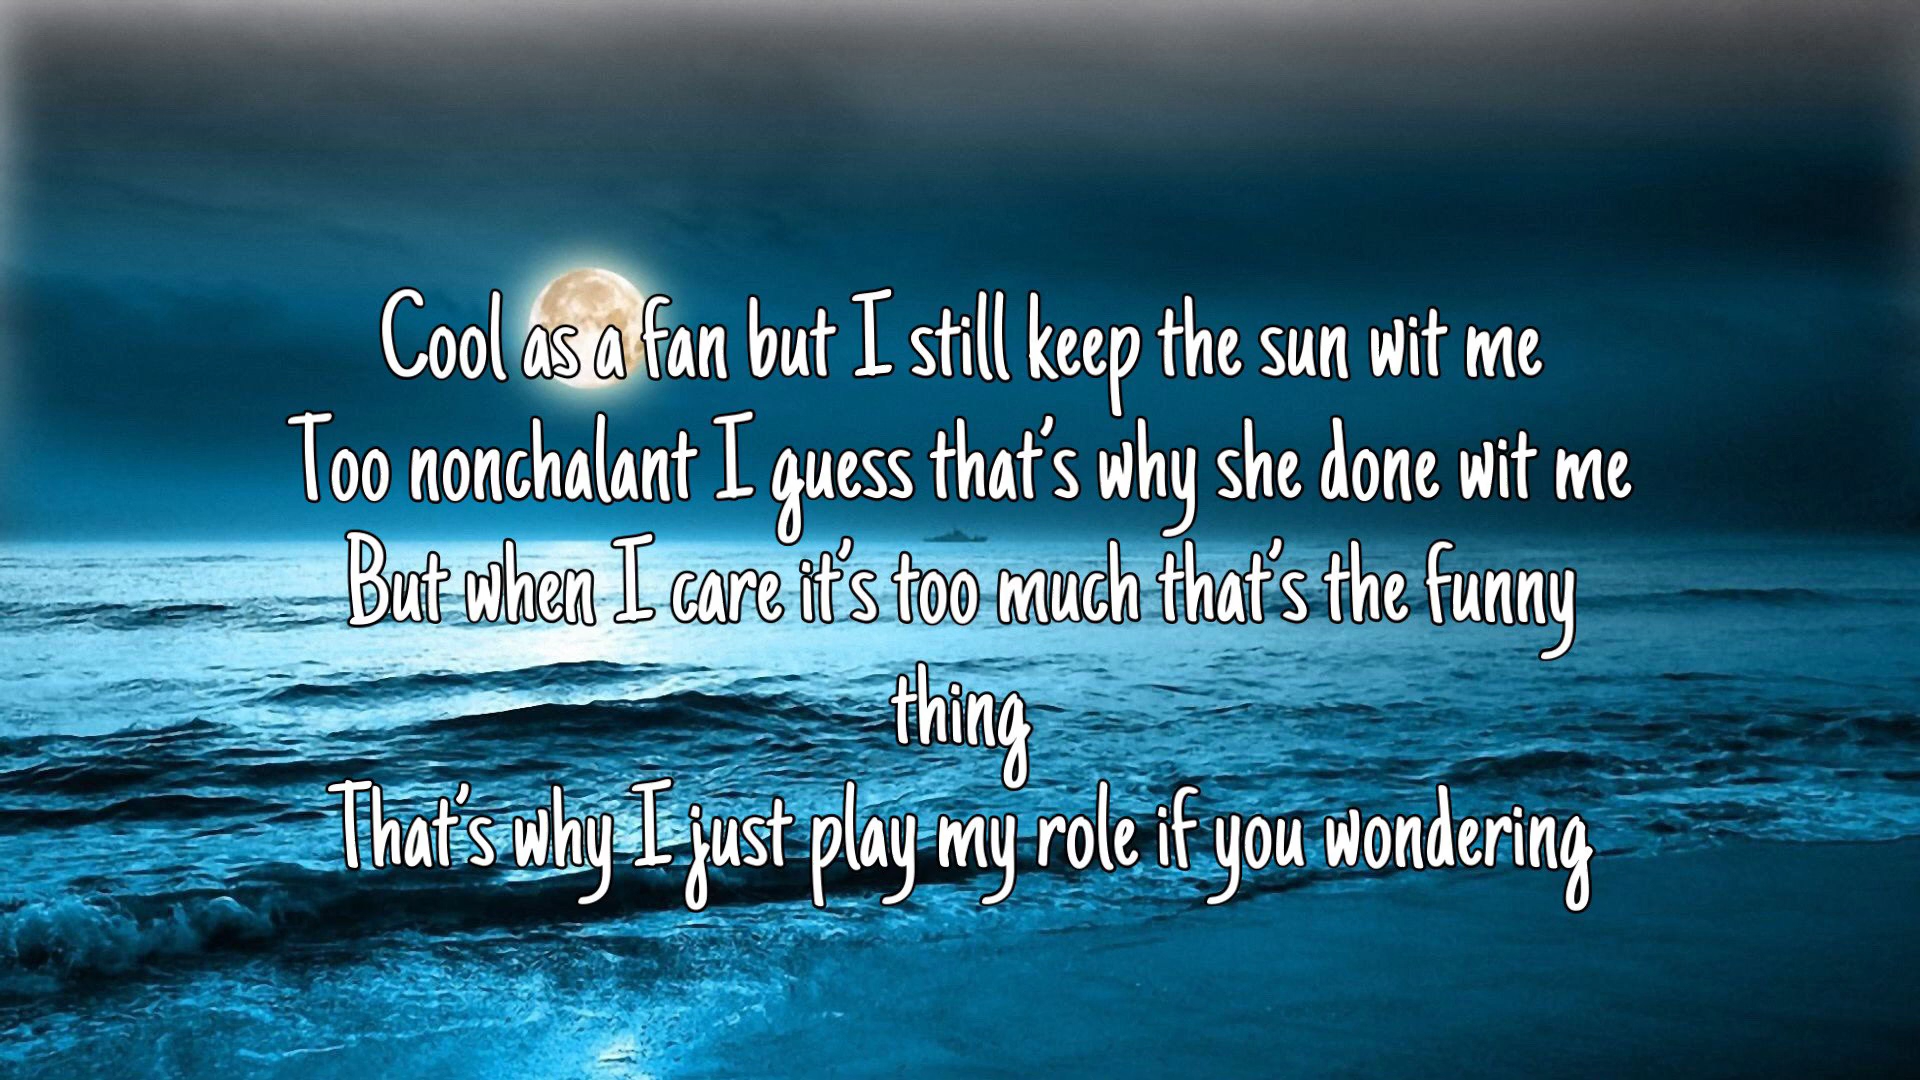 Cool as a fan but I still keep the sun wit me
Too nonchalant I guess that's why she done wit me
But when I care it's too much that's the funny
thing
That's why I just play my role if you wondering